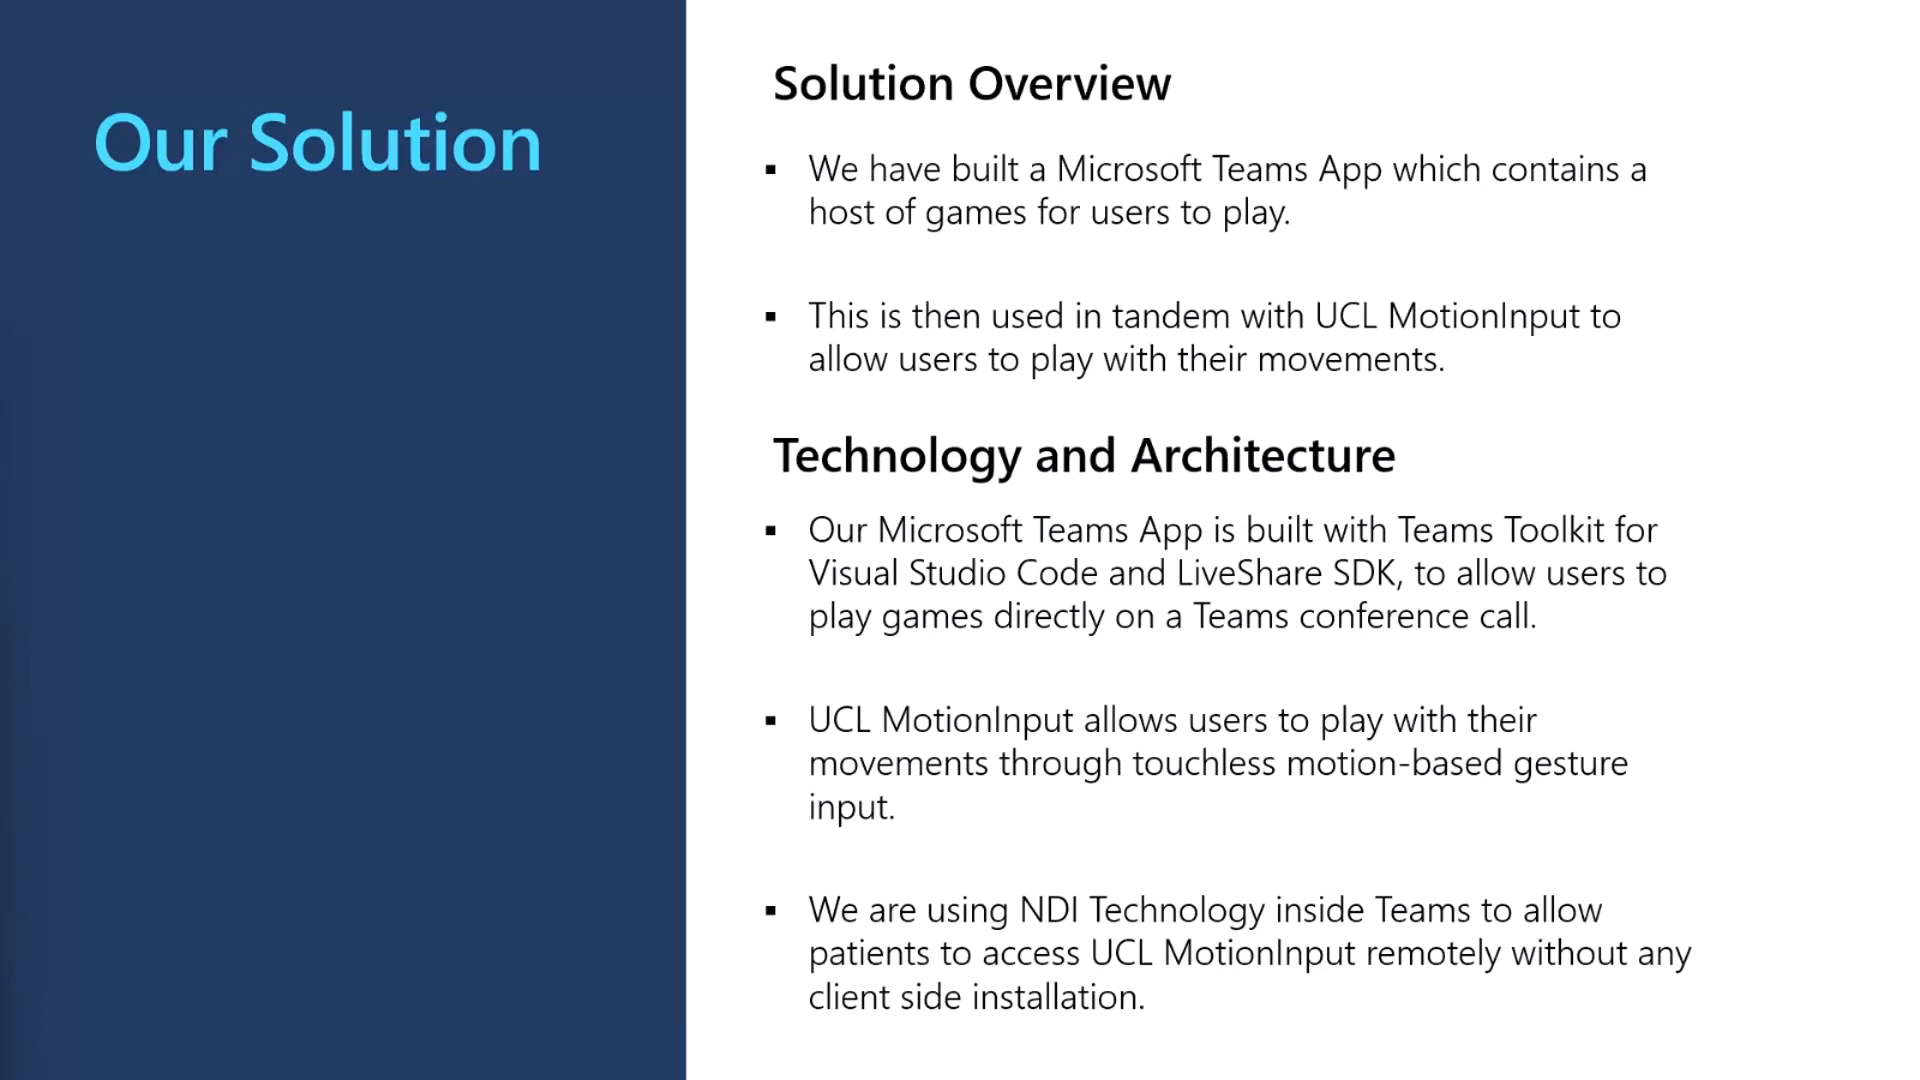 Our Solution
Solution Overview
▪ We have built a Microsoft Teams App which contains a
host of games for users to play.
▪ This is then used in tandem with UCL MotionInput to
allow users to play with their movements.
Technology and Architecture
▪ Our Microsoft Teams App is built with Teams Toolkit for
Visual Studio Code and LiveShare SDK, to allow users to
play games directly on a Teams conference call.
▪ UCL MotionInput allows users to play with their
movements through touchless motion-based gesture
input.
▪ We are using NDI Technology inside Teams to allow
patients to access UCL MotionInput remotely without any
client side installation.